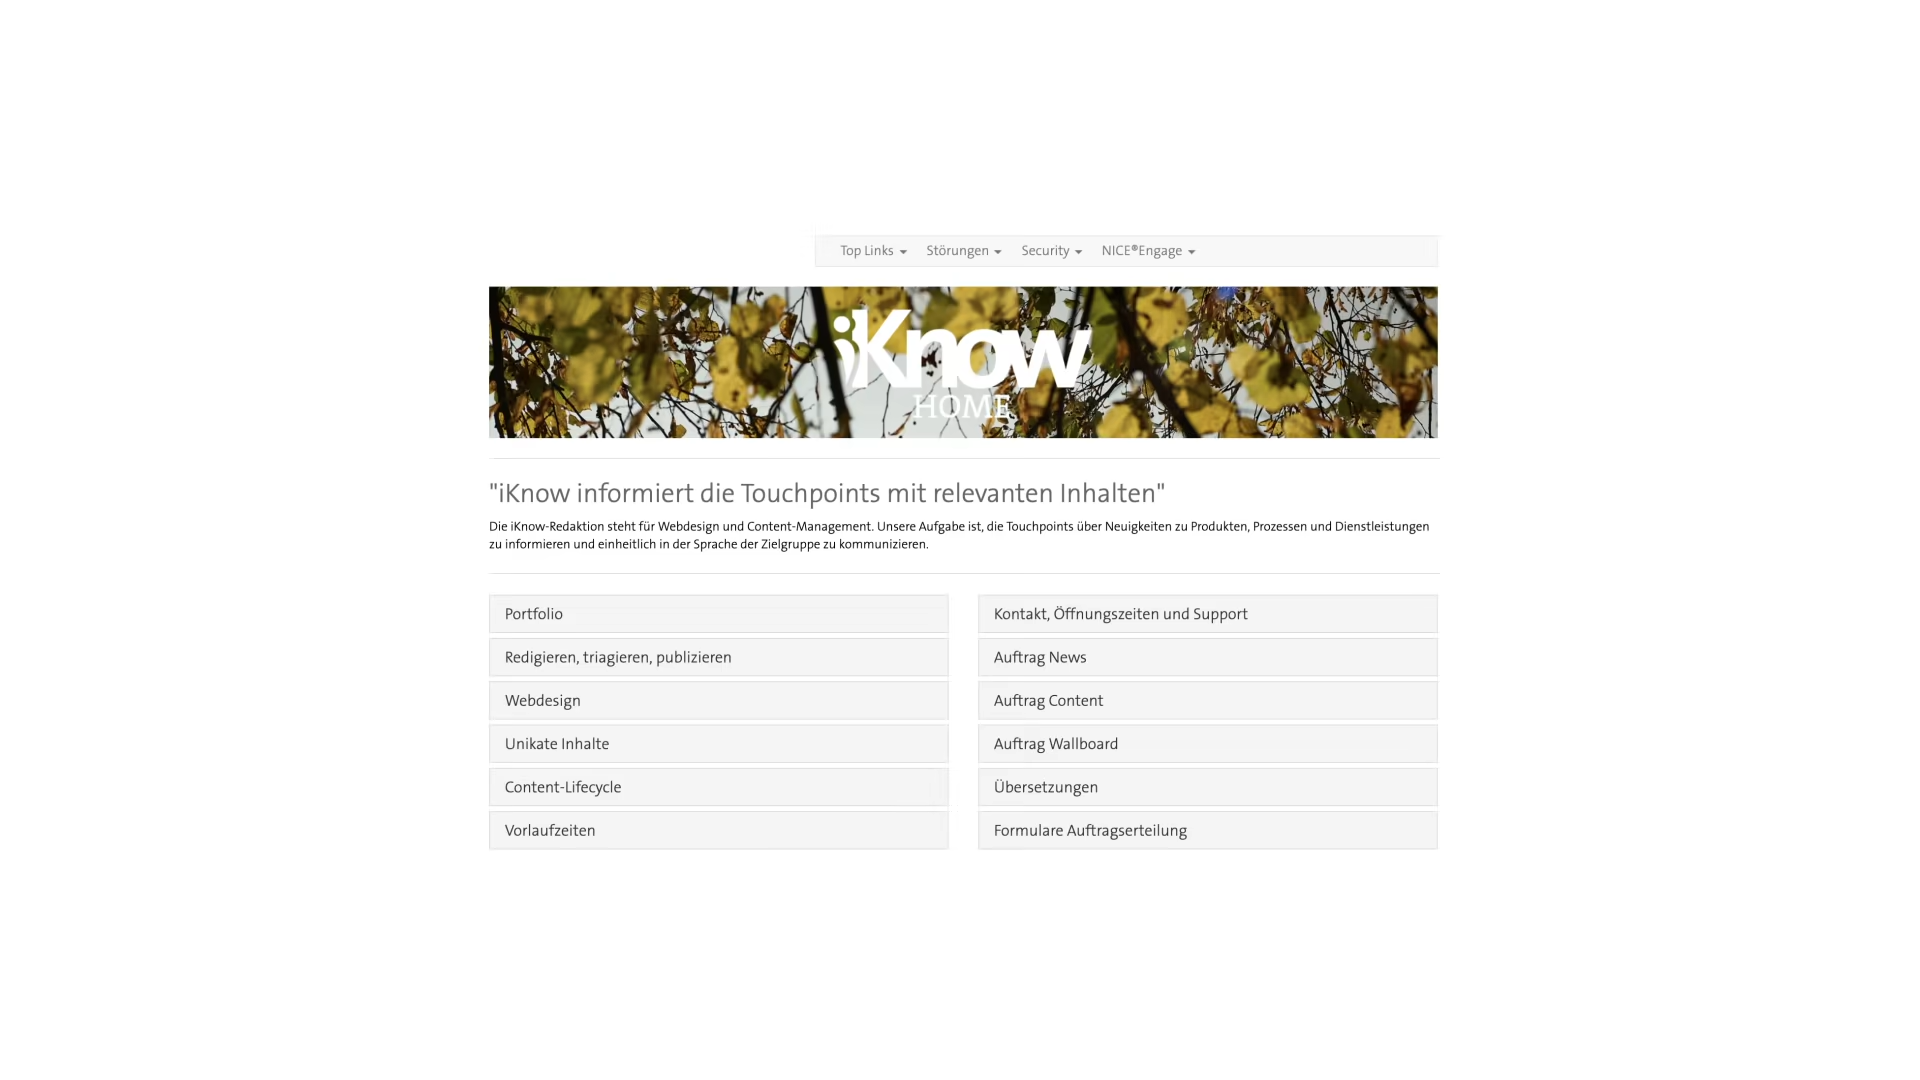 Top Links Störungen Security NICE®Engage
iKnow
HOME
"iKnow informiert die Touchpoints mit relevanten Inhalten"
Die iKnow-Redaktion steht für Webdesign und Content-Management. Unsere Aufgabe ist, die Touchpoints über Neuigkeiten zu Produkten, Prozessen und Dienstleistungen
zu informieren und einheitlich in der Sprache der Zielgruppe zu kommunizieren.
Portfolio
Redigieren, triagieren, publizieren
Webdesign
Unikate Inhalte
Content-Lifecycle
Vorlaufzeiten
Kontakt, Öffnungszeiten und Support
Auftrag News
Auftrag Content
Auftrag Wallboard
Übersetzungen
Formulare Auftragserteilung